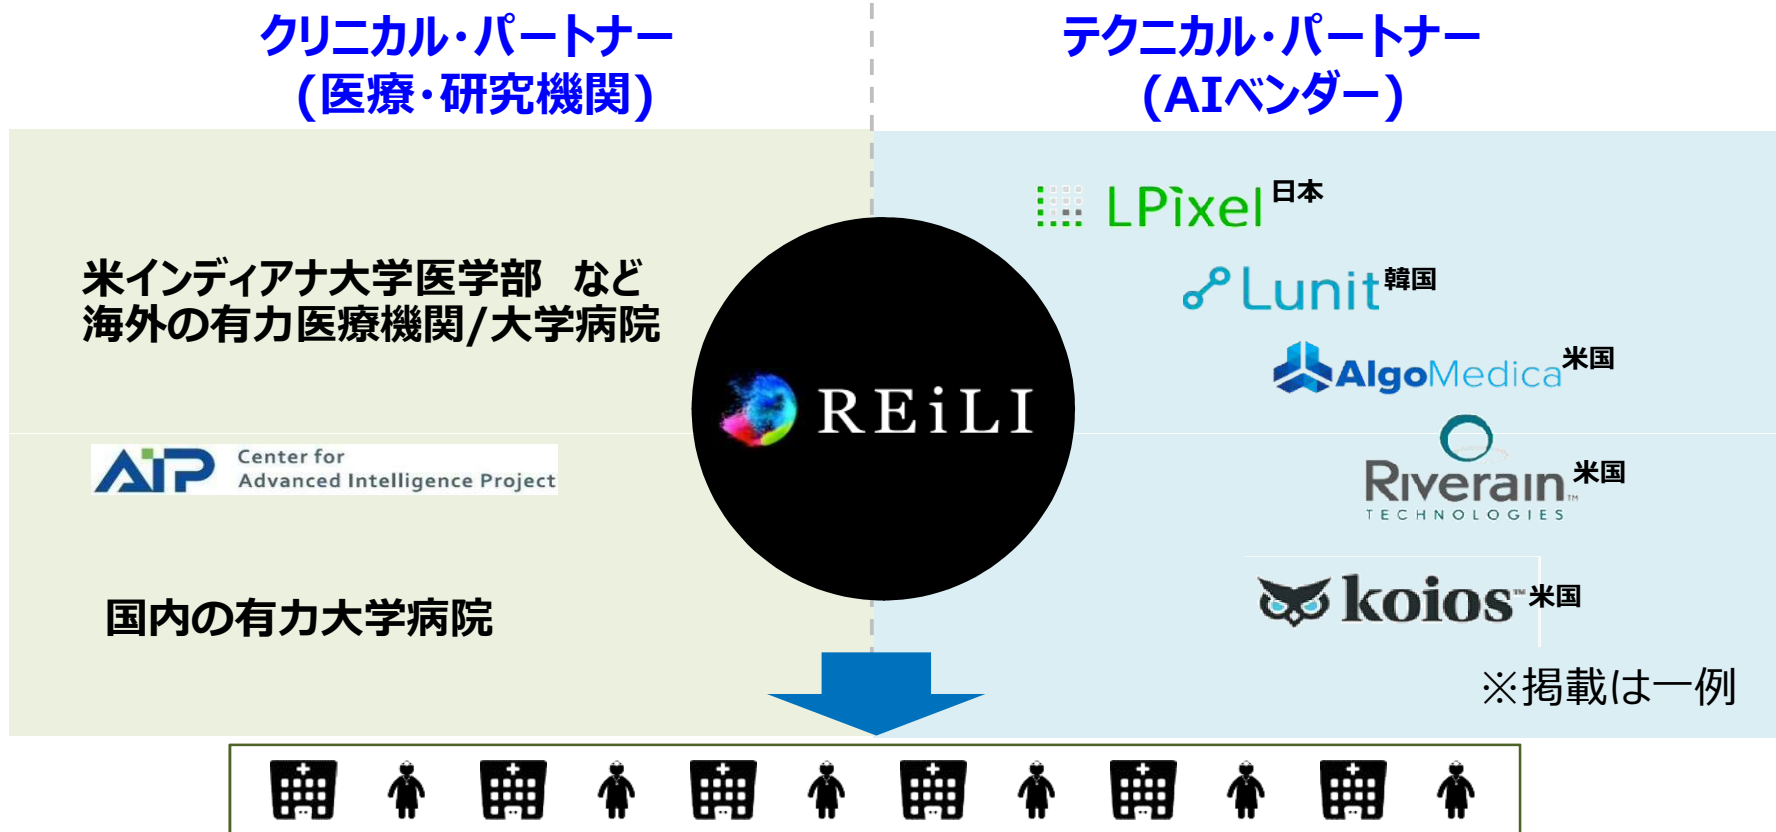 クリニカル・パートナー
(医療・研究機関)
テクニカル・パートナー
(AIベンダー)
米インディアナ大学医学部　など
海外の有力医療機関/大学病院
AIP Center for
Advanced Intelligence Project
国内の有力大学病院
REiLI
LPixel 日本
Lunit 韓国
AlgoMedica 米国
Riverain™ 米国
TECHNOLOGIES
koios™ 米国
※掲載は一例